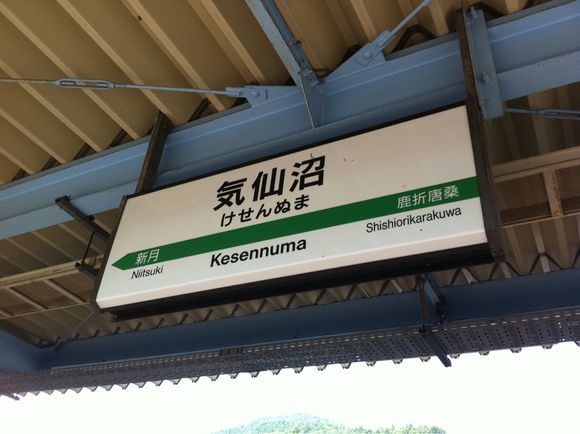 気仙沼
けせんぬま
新月
鹿折唐桑
Niitsuki
Kesennuma
Shishiorikarakuwa